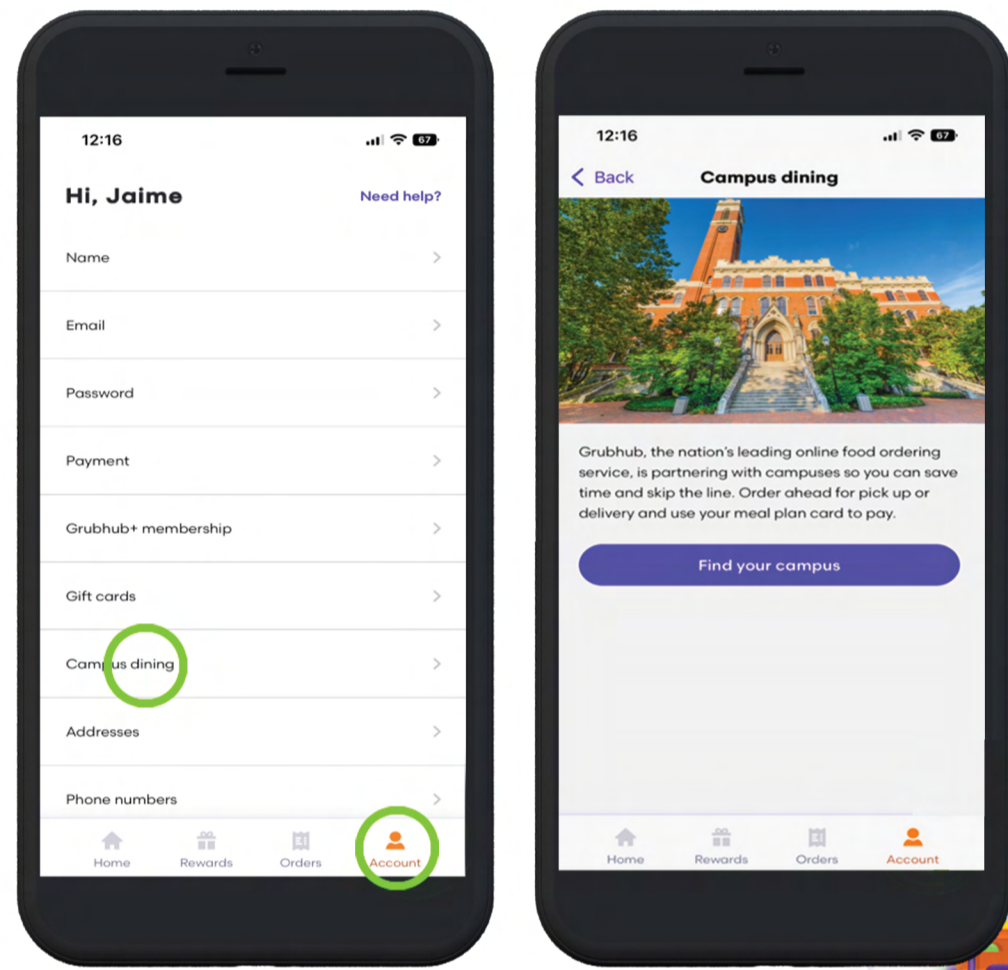 12:16
67
Hi, Jaime
Need help?
Name
Email
Password
Payment
Grubhub+ membership
Gift cards
Campus dining
Addresses
Phone numbers
Home
Rewards
Orders
Account
12:16
67
Back
Campus dining
Grubhub, the nation's leading online food ordering
service, is partnering with campuses so you can save
time and skip the line. Order ahead for pick up or
delivery and use your meal plan card to pay.
Find your campus
Home
Rewards
Orders
Account